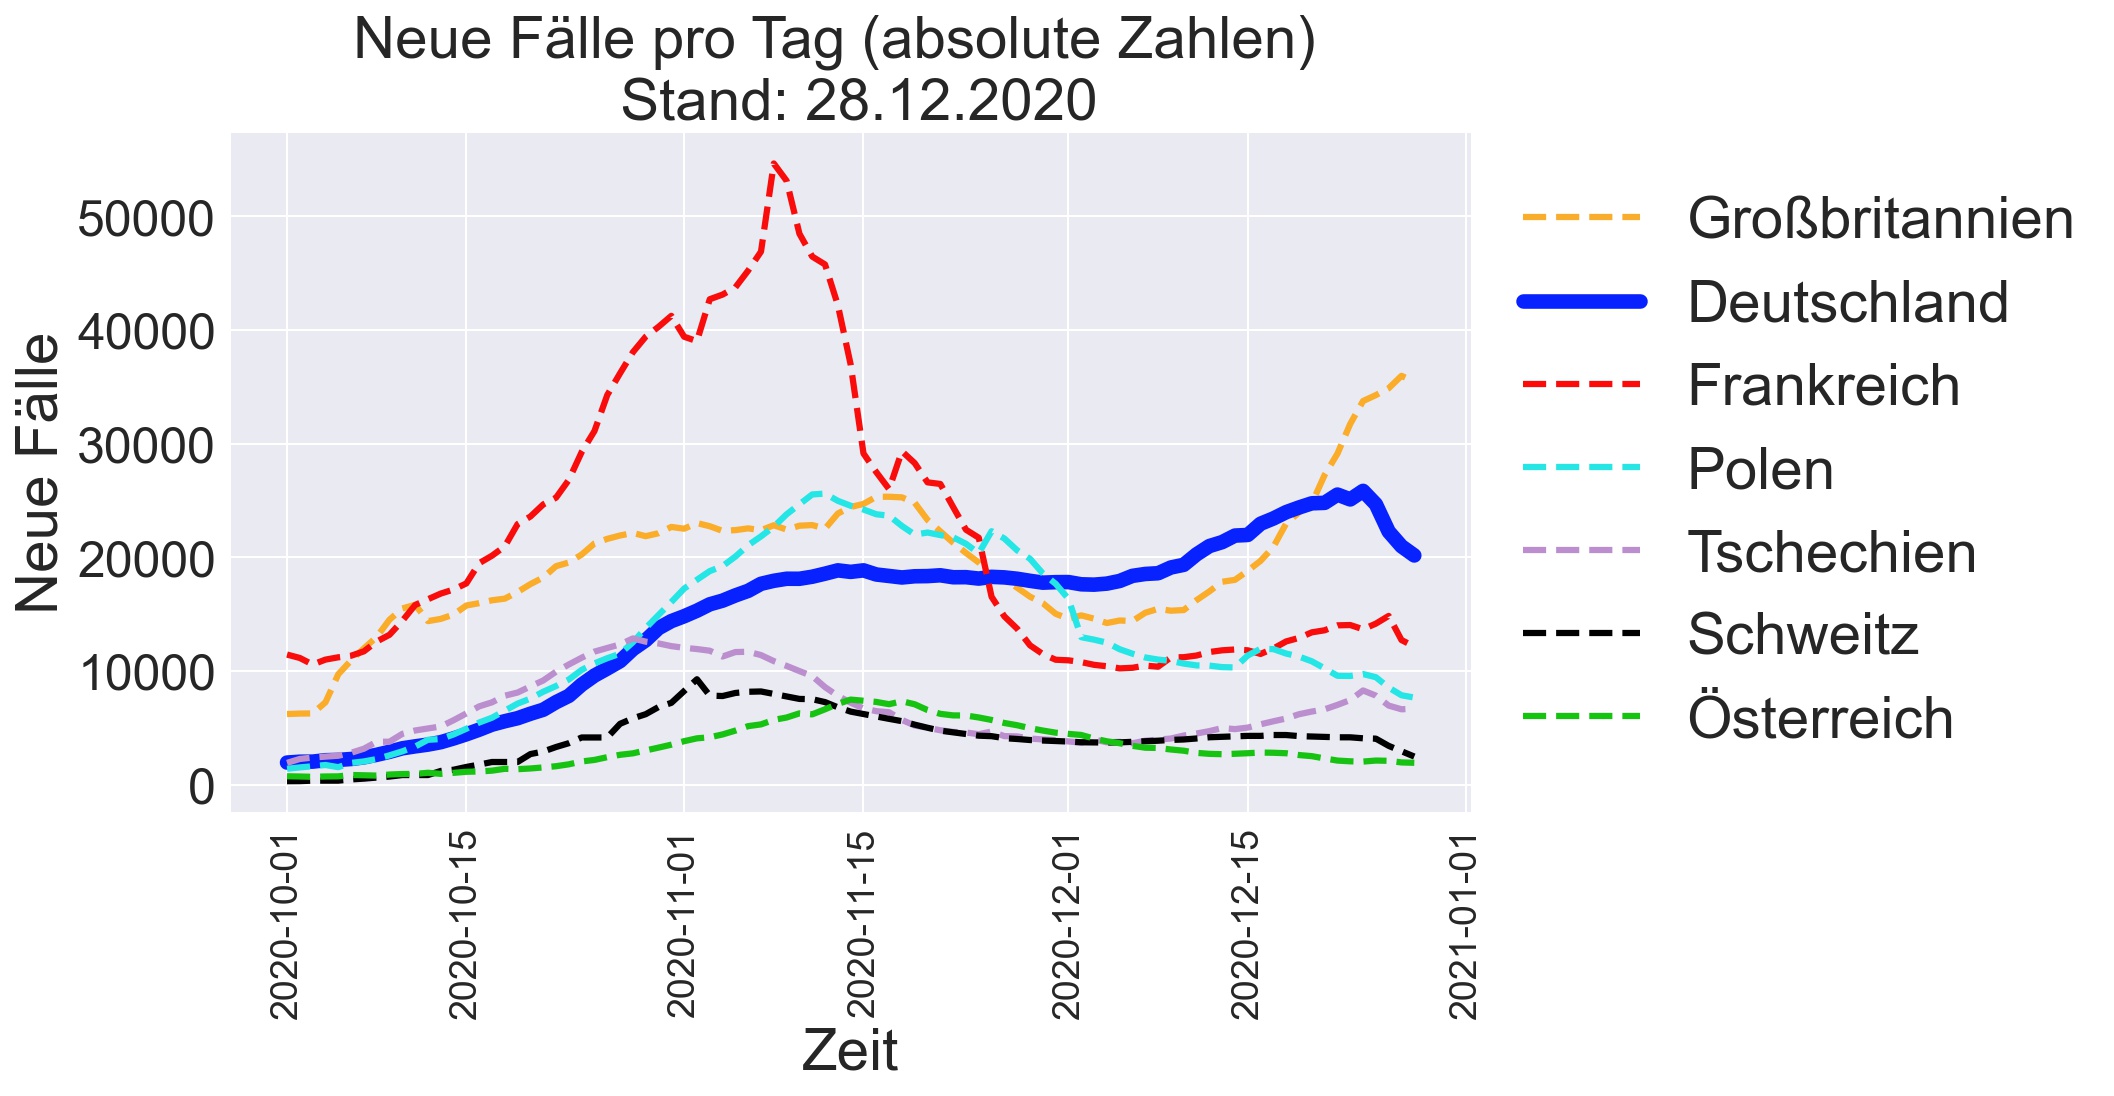 Neue Fälle pro Tag (absolute Zahlen)
Stand: 28.12.2020
Neue Fälle
50000
40000
30000
20000
10000
0
2020-10-01
2020-10-15
2020-11-01
2020-11-15
2020-12-01
2020-12-15
2021-01-01
Zeit
Großbritannien
Deutschland
Frankreich
Polen
Tschechien
Schweitz
Österreich